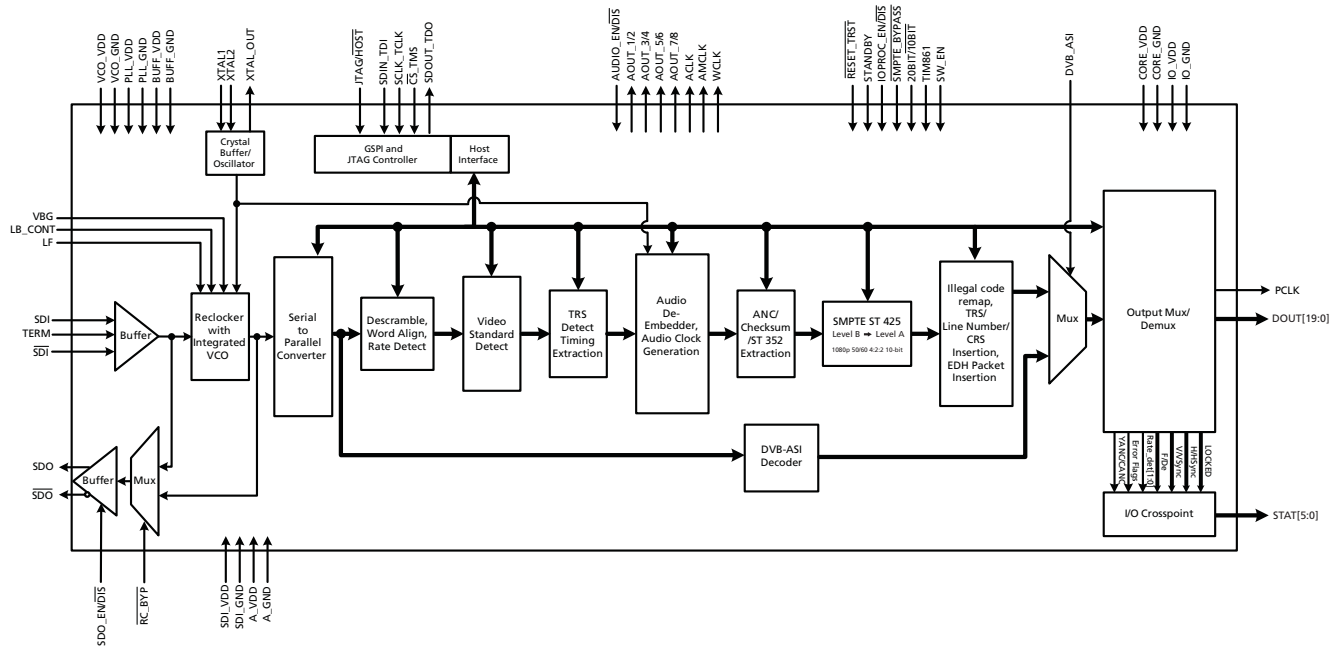 VCO_VDD
VCO_GND
PLL_VDD
PLL_GND
BUFF_VDD
BUFF_GND
XTAL1
XTAL2
XTAL_OUT
JTAG/HOST
SDIN_TDI
SCLK_TCLK
CS_TMS
SDOUT_TDO
AUDIO_EN/DIS
AOUT_1/2
AOUT_3/4
AOUT_5/6
AOUT_7/8
ACLK
AMCLK
WCLK
RESET_TRST
STANDBY
IOPROC_EN/DIS
SMPTE_BYPASS
20BIT/10BIT
TIM861
SW_EN
DVB_ASI
CORE_VDD
CORE_GND
IO_VDD
IO_GND
Crystal
Buffer/
Oscillator
GSPI and
JTAG Controller
Host
Interface
VBG
LB_CONT
LF
SDI
TERM
SDI
Buffer
Reclocker
with
Integrated
VCO
Serial
to
Parallel
Converter
Descramble,
Word Align,
Rate Detect
Video
Standard
Detect
TRS
Detect
Timing
Extraction
Audio
De-
Embedder,
Audio Clock
Generation
ANC/
Checksum
/ST 352
Extraction
SMPTE ST 425
Level B → Level A
1080p 50/60 4:2:2 10-bit
Illegal code
remap,
TRS/
Line Number/
CRS
Insertion,
EDH Packet
Insertion
Mux
Output Mux/
Demux
PCLK
DOUT[19:0]
DVB-ASI
Decoder
SDO
SDO
Buffer
Mux
YANC/CANC
Error Flags
Rate_det[1:0]
F/De
V/VSync
H/HSync
LOCKED
I/O Crosspoint
STAT[5:0]
SDO_EN/DIS
RC_BYP
SDI_VDD
SDI_GND
A_VDD
A_GND